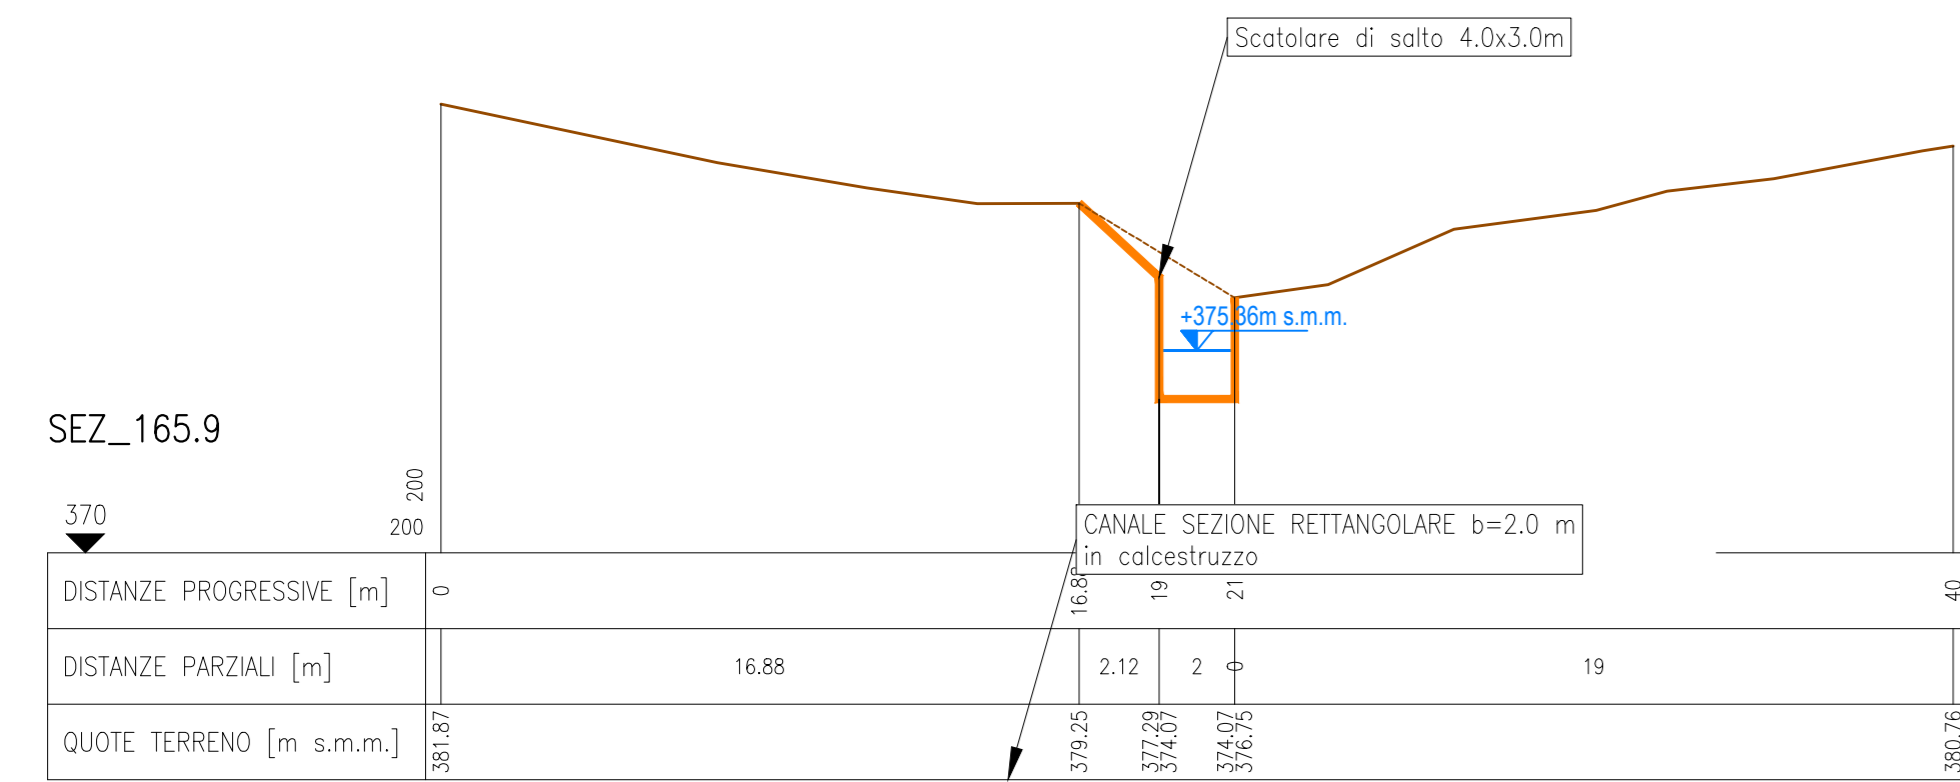 Scatolare di salto 4.0x3.0m
+375.36m s.m.m.
SEZ_165.9
200
370
200
CANALE SEZIONE RETTANGOLARE b=2.0 m
in calcestruzzo
DISTANZE PROGRESSIVE [m] 0 16.88 19 21 40
DISTANZE PARZIALI [m] 16.88 2.12 2 0 19
QUOTE TERRENO [m s.m.m.] 381.87 379.25 377.29 374.07 374.07 376.75 380.76